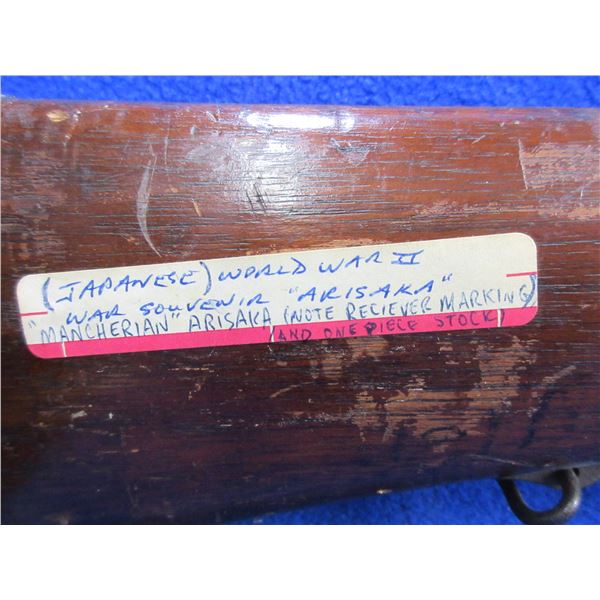 (JAPANESE) WORLD WAR II
WAR SOUVENIR "ARISAKA"
"MANCHERIAN" ARISAKA (NOTE RECIEVER MARKING)
(AND ONE PIECE STOCK)